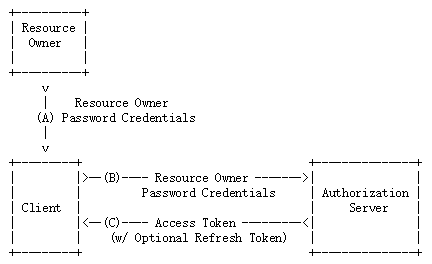 Resource
Owner
v
Resource Owner
(A) Password Credentials
v
>--(B)---- Resource Owner ------->
Password Credentials
Client
Authorization
Server
<--(C)---- Access Token ---------<
(w/ Optional Refresh Token)